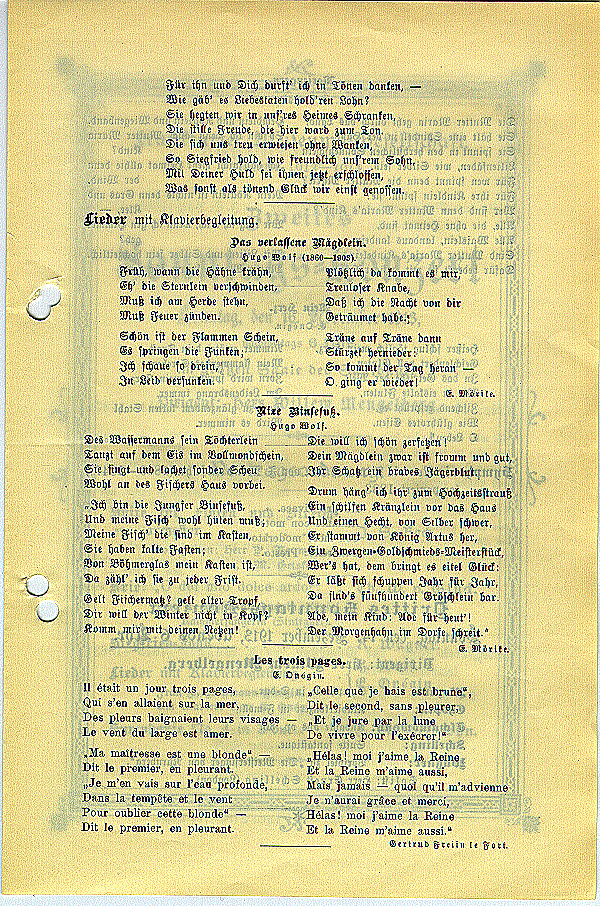 Für ihn und Dich durft' ich in Tönen danken, —
Wie gäb' es Liebestaten hold'ren Lohn?
Sie hegten wir in uns'res Heimes Schranken,
Die stille Freude, die hier ward zum Ton.
Die sich uns treu erwiesen ohne Wanken,
So Siegfried hold, wie freundlich uns'rem Sohn,
Mit Deiner Huld sei ihnen jetzt erschlossen,
Was sonst als tönend Glück wir einst genossen.
Lieder mit Klavierbegleitung.
Das verlassene Mägdlein.
Hugo Wolf (1860—1903).
Früh, wann die Hähne krähn,
Eh' die Sternlein verschwinden,
Muß ich am Herde stehn,
Muß Feuer zünden.
Schön ist der Flammen Schein,
Es springen die Funken;
Ich schaue so drein,
In Leid versunken.
Plötzlich da kommt es mir,
Treuloser Knabe,
Daß ich die Nacht von dir
Geträumet habe.
Träne auf Träne dann
Stürzet hernieder:
So kommt der Tag heran —
O ging er wieder!
E. Mörike.
Nixe Binsefuß.
Hugo Wolf.
Des Wassermanns sein Töchterlein
Tanzt auf dem Eis im Vollmondschein,
Sie singt und lachet sonder Scheu
Wohl an des Fischers Haus vorbei.
„Ich bin die Jungfer Binsefuß,
Und meine Fisch' wohl hüten muß;
Meine Fisch' die sind im Kasten,
Sie haben kalte Fasten;
Von Böhmerglas mein Kasten ist,
Da zähl' ich sie zu jeder Frist.
Gelt Fischermatz? gelt alter Tropf,
Dir will der Winter nicht in Kopf?
Komm mir mit deinen Netzen!
Die will ich schön zerfetzen!
Dein Mägdlein zwar ist fromm und gut,
Ihr Schatz ein braves Jägerblut.
Drum häng' ich ihr zum Hochzeitsstrauß
Ein schilfen Kränzlein vor das Haus
Und einen Hecht, von Silber schwer,
Er stammt von König Artus her,
Ein Zwergen-Goldschmieds-Meisterstück,
Wer's hat, dem bringt es eitel Glück:
Er läßt sich schuppen Jahr für Jahr,
Da sind's fünfhundert Gröschlein bar.
Ade, mein Kind! Ade für heut'!
Der Morgenhahn im Dorfe schreit."
E. Mörike.
Les trois pages.
E. Onégin.
Il était un jour trois pages,
Qui s'en allaient sur la mer,
Des pleurs baignaient leurs visages —
Le vent du large est amer.
„Ma maîtresse est une blonde" —
Dit le premier, en pleurant.
„Je m'en vais sur l'eau profonde,
Dans la tempête et le vent
Pour oublier cette blonde" —
Dit le premier, en pleurant.
„Celle que je hais est brune",
Dit le second, sans pleurer,
„Et je jure par la lune
De vivre pour l'exécrer!"
„Hélas! moi j'aime la Reine
Et la Reine m'aime aussi,
Mais jamais — quoi qu'il m'advienne
Je n'aurai grâce et merci,
Hélas! moi j'aime la Reine
Et la Reine m'aime aussi."
Gertrud Freiin le Fort.